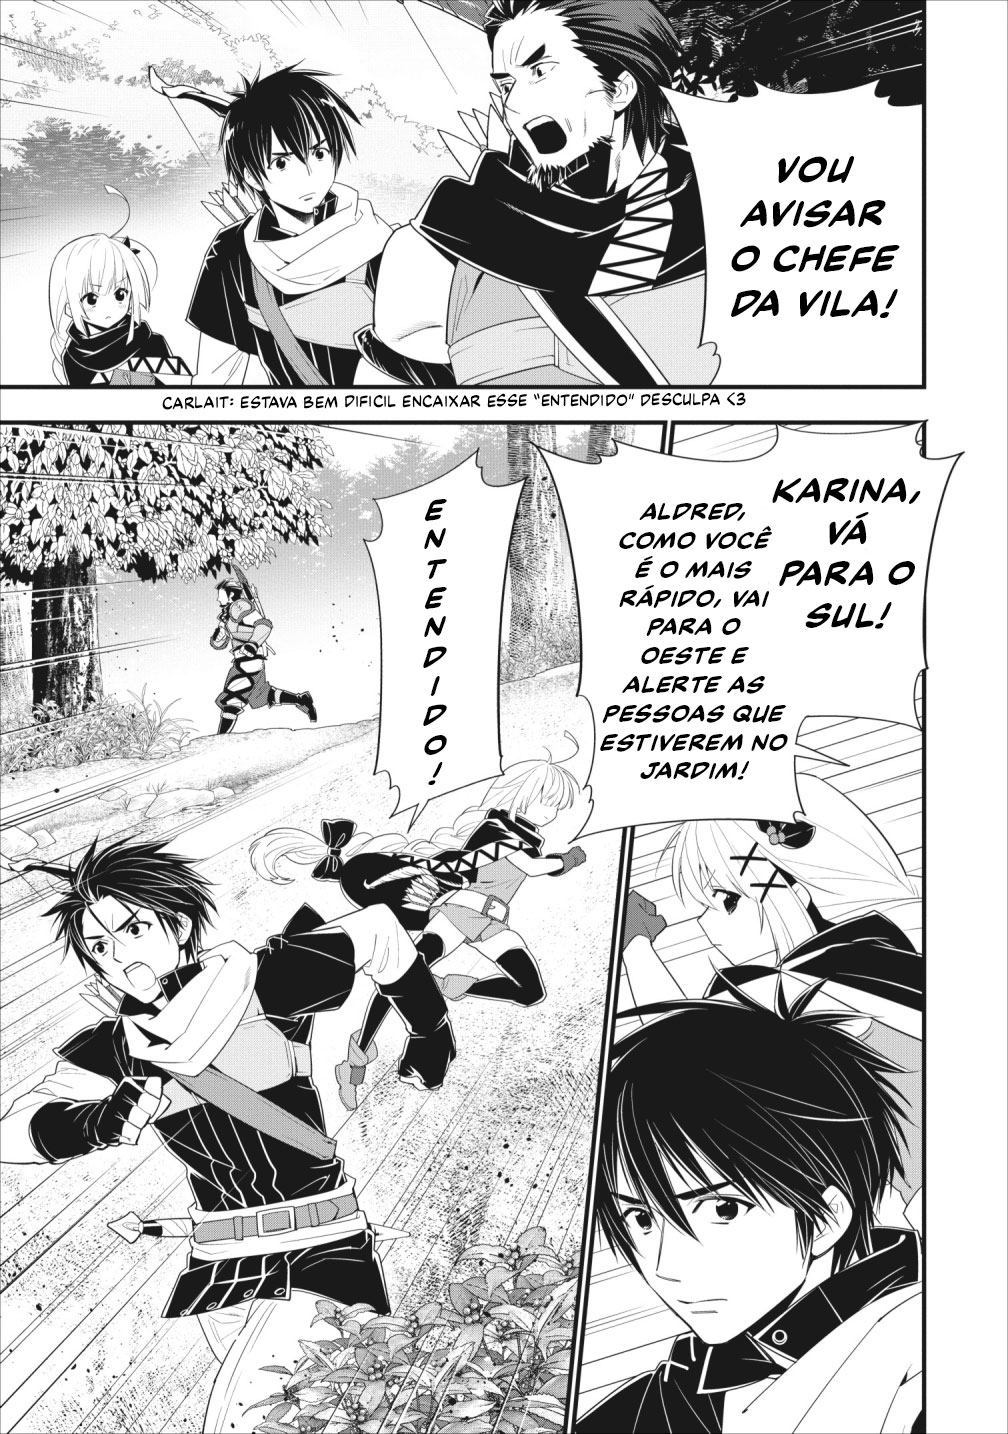 VOU
AVISAR
O CHEFE
DA VILA!
CARLAIT: ESTAVA BEM DIFICIL ENCAIXAR ESSE "ENTENDIDO" DESCULPA <3
KARINA,
VÁ
PARA O
SUL!
ALDRED,
COMO VOCÊ
É O MAIS
RÁPIDO, VAI
PARA O
OESTE E
ALERTE AS
PESSOAS QUE
ESTIVEREM NO
JARDIM!
E
N
T
E
N
D
I
D
O
!